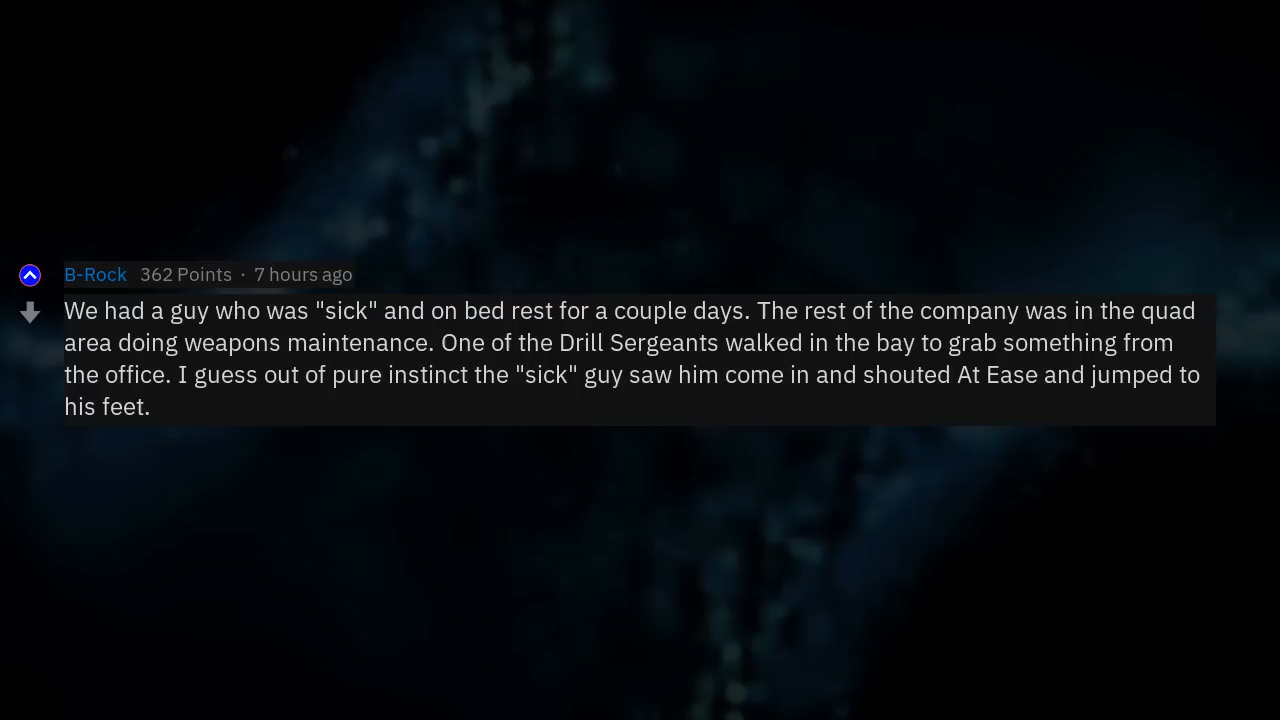 B-Rock 362 Points · 7 hours ago
We had a guy who was "sick" and on bed rest for a couple days. The rest of the company was in the quad
area doing weapons maintenance. One of the Drill Sergeants walked in the bay to grab something from
the office. I guess out of pure instinct the "sick" guy saw him come in and shouted At Ease and jumped to
his feet.